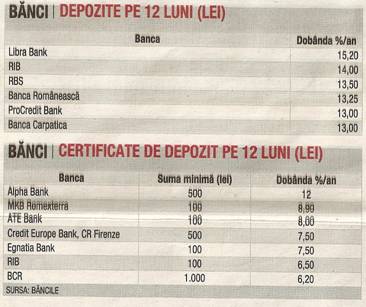 BĂNCI | DEPOZITE PE 12 LUNI (LEI)
Banca Dobânda %/an
Libra Bank 15,20
RIB 14,00
RBS 13,50
Banca Românească 13,25
ProCredit Bank 13,00
Banca Carpatica 13,00
BĂNCI | CERTIFICATE DE DEPOZIT PE 12 LUNI (LEI)
Banca Suma minimă (lei) Dobânda %/an
Alpha Bank 500 12
MKB Romexterra 100 8,90
ATE Bank 100 8,00
Credit Europe Bank, CR Firenze 500 7,50
Egnatia Bank 100 7,50
RIB 100 6,50
BCR 1.000 6,20
SURSA: BĂNCILE